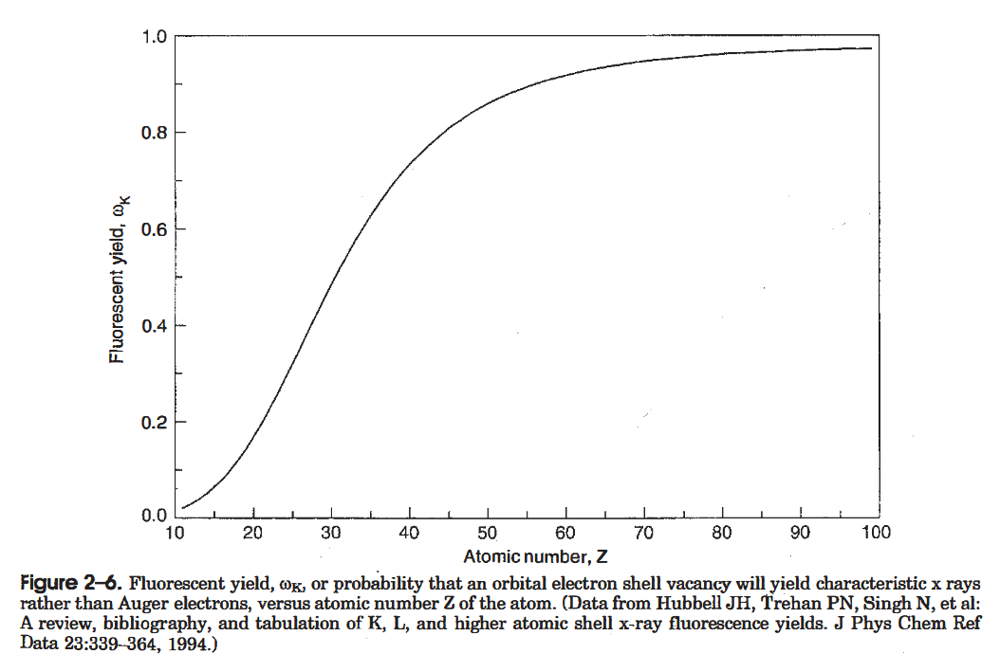 1.0
0.8
0.6
0.4
0.2
0.0
Fluorescent yield, ωK
10 20 30 40 50 60 70 80 90 100
Atomic number, Z
Figure 2–6. Fluorescent yield, ωK, or probability that an orbital electron shell vacancy will yield characteristic x rays
rather than Auger electrons, versus atomic number Z of the atom. (Data from Hubbell JH, Trehan PN, Singh N, et al:
A review, bibliography, and tabulation of K, L, and higher atomic shell x-ray fluorescence yields. J Phys Chem Ref
Data 23:339–364, 1994.)